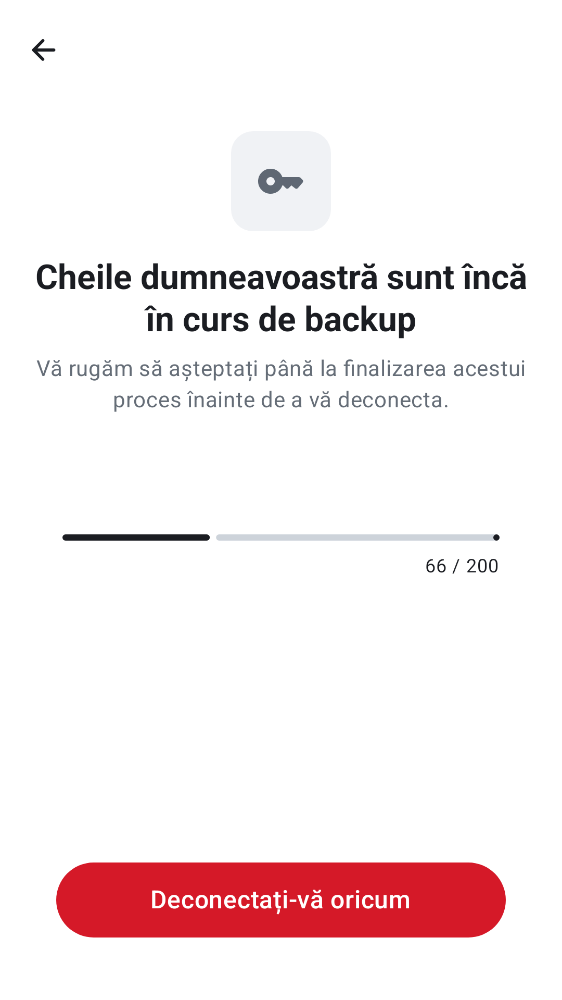 Cheile dumneavoastră sunt încă
în curs de backup
Vă rugăm să așteptați până la finalizarea acestui
proces înainte de a vă deconecta.
66 / 200
Deconectați-vă oricum